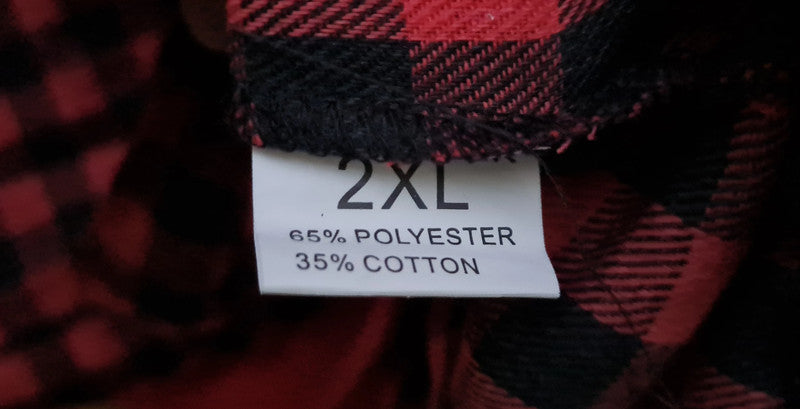 2XL
65% POLYESTER
35% COTTON